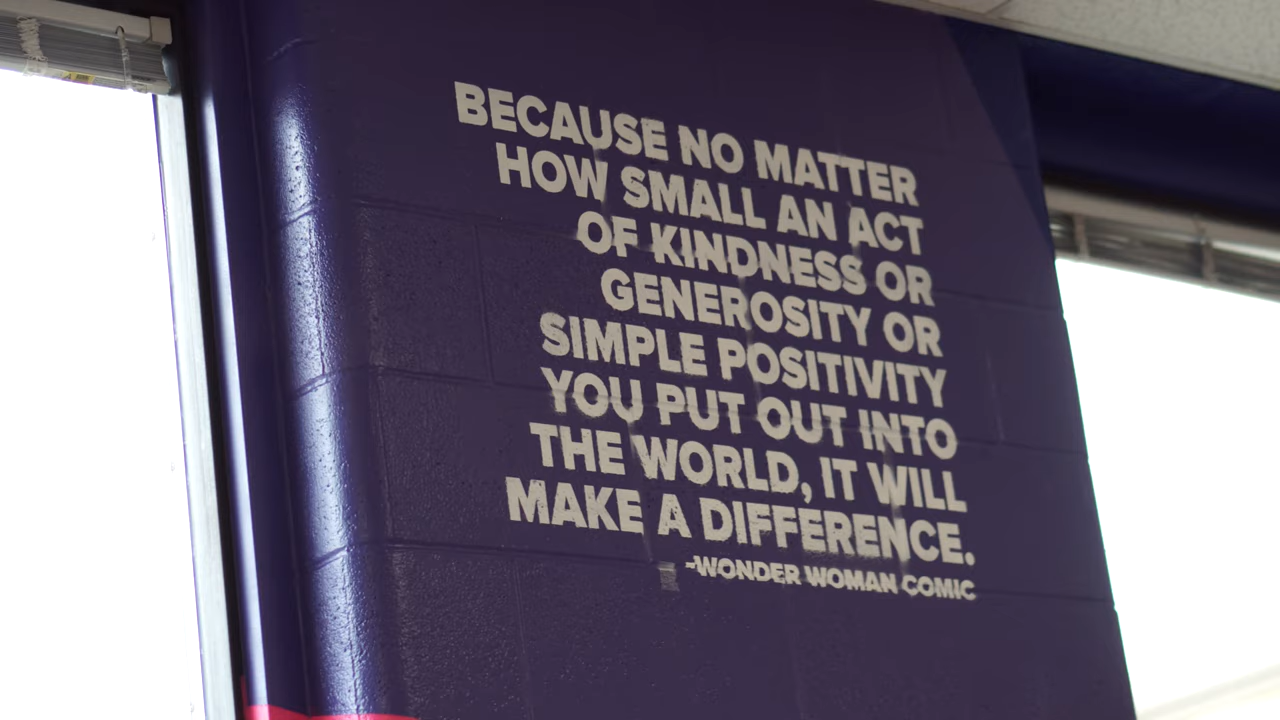 BECAUSE NO MATTER
HOW SMALL AN ACT
OF KINDNESS OR
GENEROSITY OR
SIMPLE POSITIVITY
YOU PUT OUT INTO
THE WORLD, IT WILL
MAKE A DIFFERENCE.
-WONDER WOMAN COMIC